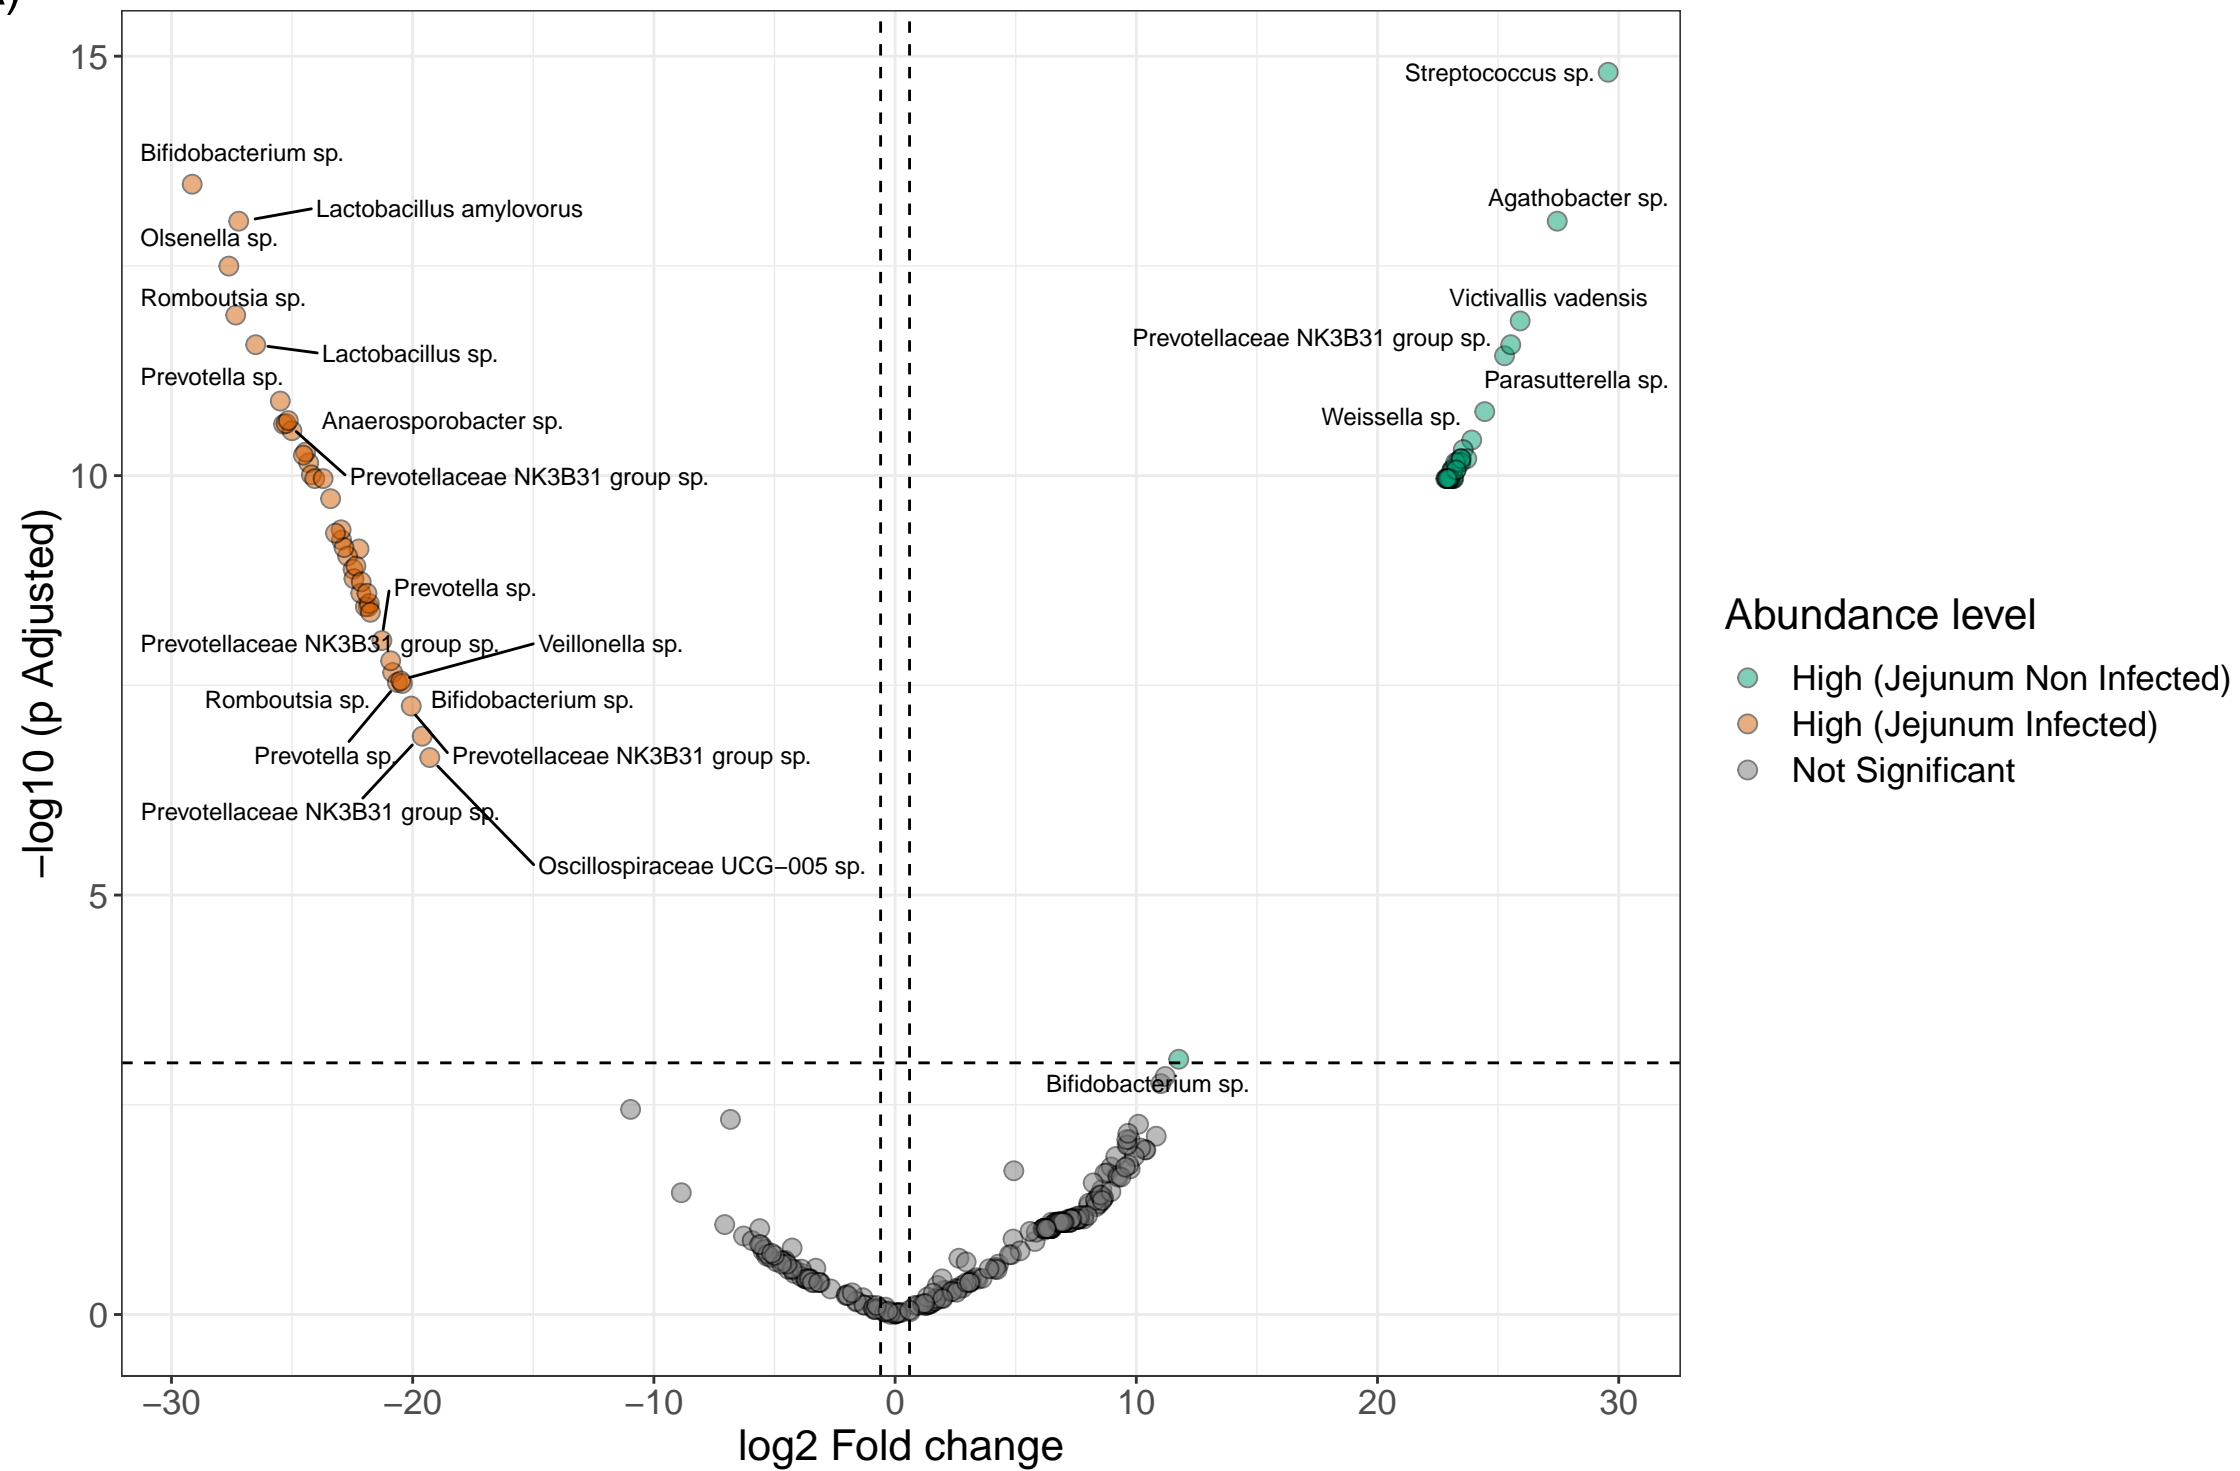 15
10
5
0
–log10 (p Adjusted)
Streptococcus sp.
Bifidobacterium sp.
Agathobacter sp.
Lactobacillus amylovorus
Olsenella sp.
Romboutsia sp.
Victivallis vadensis
Prevotellaceae NK3B31 group sp.
Lactobacillus sp.
Prevotella sp.
Parasutterella sp.
Anaerosporobacter sp.
Weissella sp.
Prevotellaceae NK3B31 group sp.
Prevotella sp.
Prevotellaceae NK3B31 group sp.
Veillonella sp.
Romboutsia sp.
Bifidobacterium sp.
Prevotella sp.
Prevotellaceae NK3B31 group sp.
Prevotellaceae NK3B31 group sp.
Oscillospiraceae UCG–005 sp.
Bifidobacterium sp.
–30
–20
–10
0
10
20
30
log2 Fold change
Abundance level
High (Jejunum Non Infected)
High (Jejunum Infected)
Not Significant